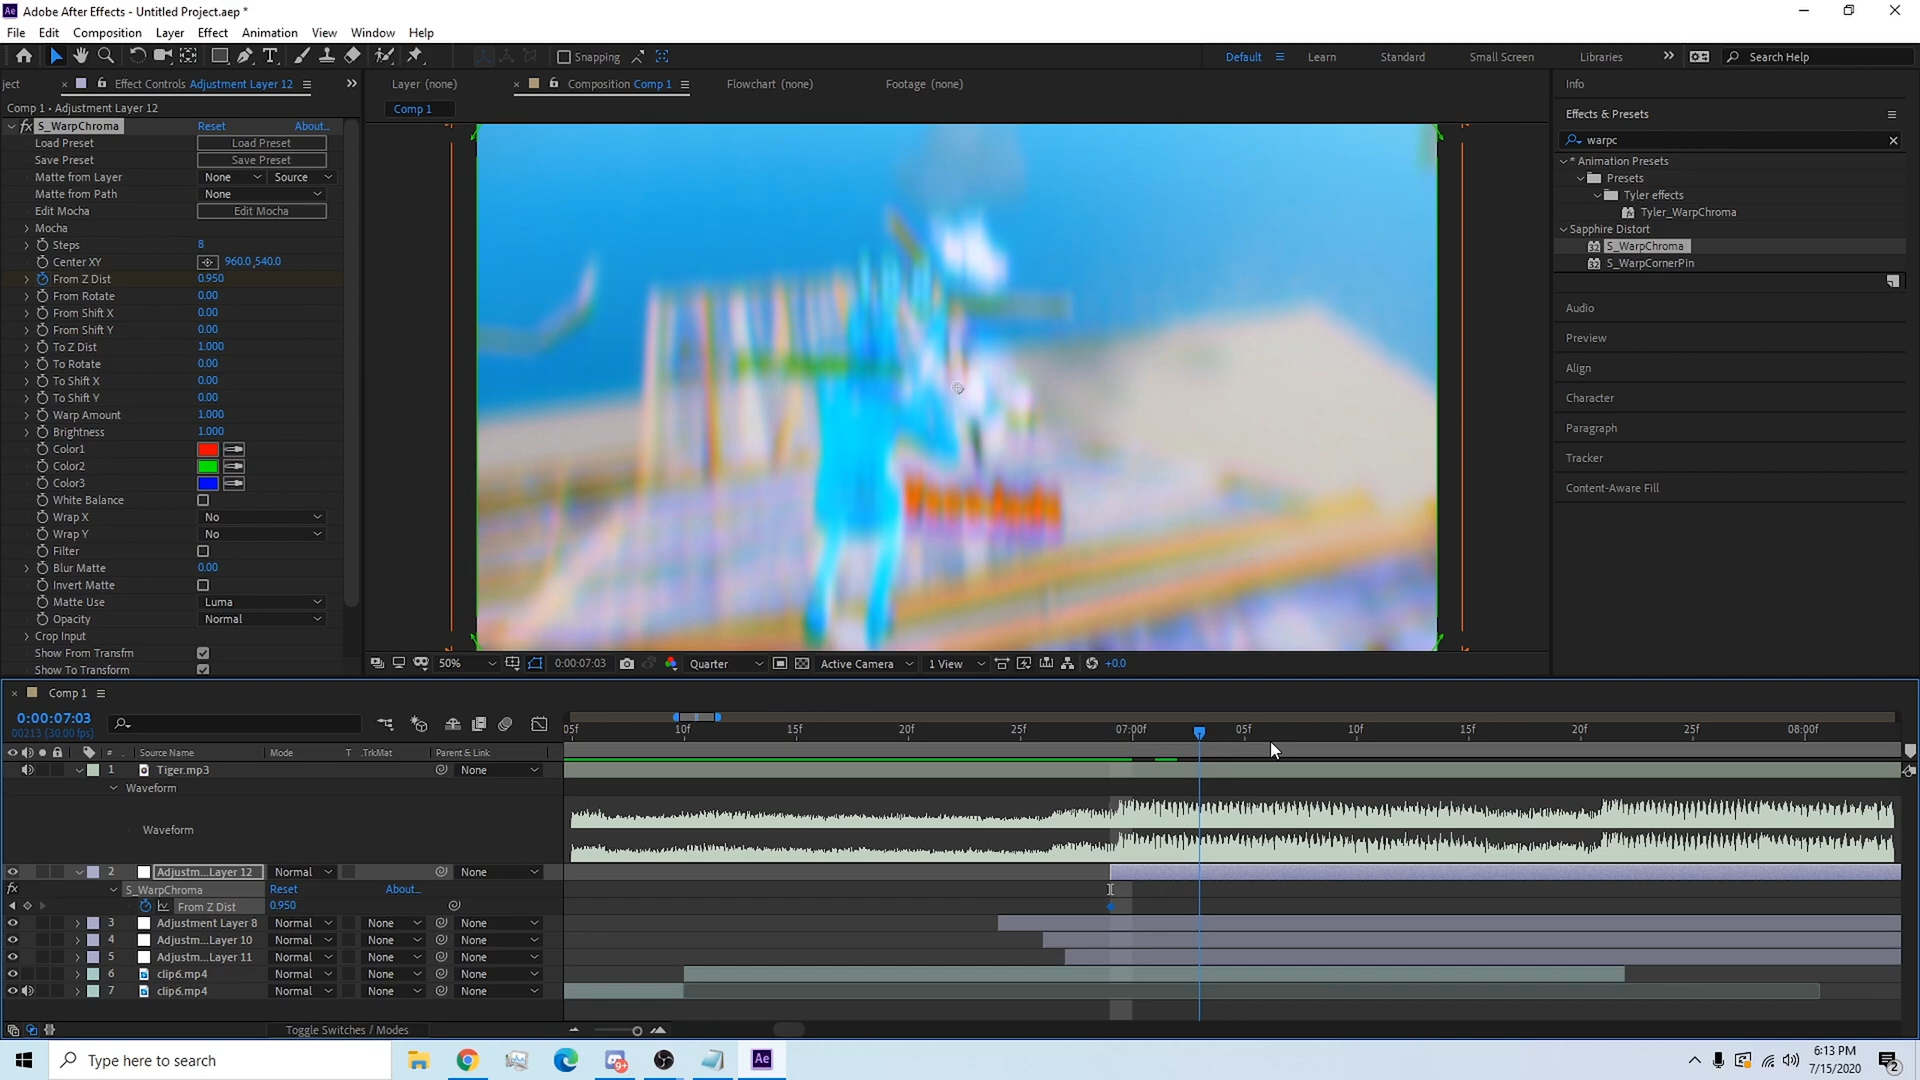 Adobe After Effects - Untitled Project.aep *
File Edit Composition Layer Effect Animation View Window Help
Snapping Default Learn Standard Small Screen Libraries Search Help
ject Effect Controls Adjustment Layer 12
Comp 1 • Adjustment Layer 12
fx S_WarpChroma Reset About...
Load Preset Load Preset
Save Preset Save Preset
Matte from Layer None Source
Matte from Path None
Edit Mocha Edit Mocha
Mocha
Steps 8
Center XY 960.0,540.0
From Z Dist 0.950
From Rotate 0.00
From Shift X 0.00
From Shift Y 0.00
To Z Dist 1.000
To Rotate 0.00
To Shift X 0.00
To Shift Y 0.00
Warp Amount 1.000
Brightness 1.000
Color1
Color2
Color3
White Balance
Wrap X No
Wrap Y No
Filter
Blur Matte 0.00
Invert Matte
Matte Use Luma
Opacity Normal
Crop Input
Show From Transfm
Show To Transform
Layer (none) Composition Comp 1 Flowchart (none) Footage (none)
Comp 1
50% 0:00:07:03 Quarter Active Camera 1 View +0.0
Info
Effects & Presets
warpc
* Animation Presets
Presets
Tyler effects
Tyler_WarpChroma
Sapphire Distort
S_WarpChroma
S_WarpCornerPin
Audio
Preview
Align
Character
Paragraph
Tracker
Content-Aware Fill
Comp 1
0:00:07:03
00213 (30.00 fps)
05f 10f 15f 20f 25f 07:00f 05f 10f 15f 20f 25f 08:00f
# Source Name Mode T .TrkMat Parent & Link
1 Tiger.mp3 None
Waveform
Waveform
2 Adjustm...Layer 12 Normal None
fx S_WarpChroma Reset About...
From Z Dist 0.950
3 Adjustment Layer 8 Normal None None
4 Adjustm...Layer 10 Normal None None
5 Adjustm...Layer 11 Normal None None
6 clip6.mp4 Normal None None
7 clip6.mp4 Normal None None
Toggle Switches / Modes
Type here to search
Ae
6:13 PM
7/15/2020
2